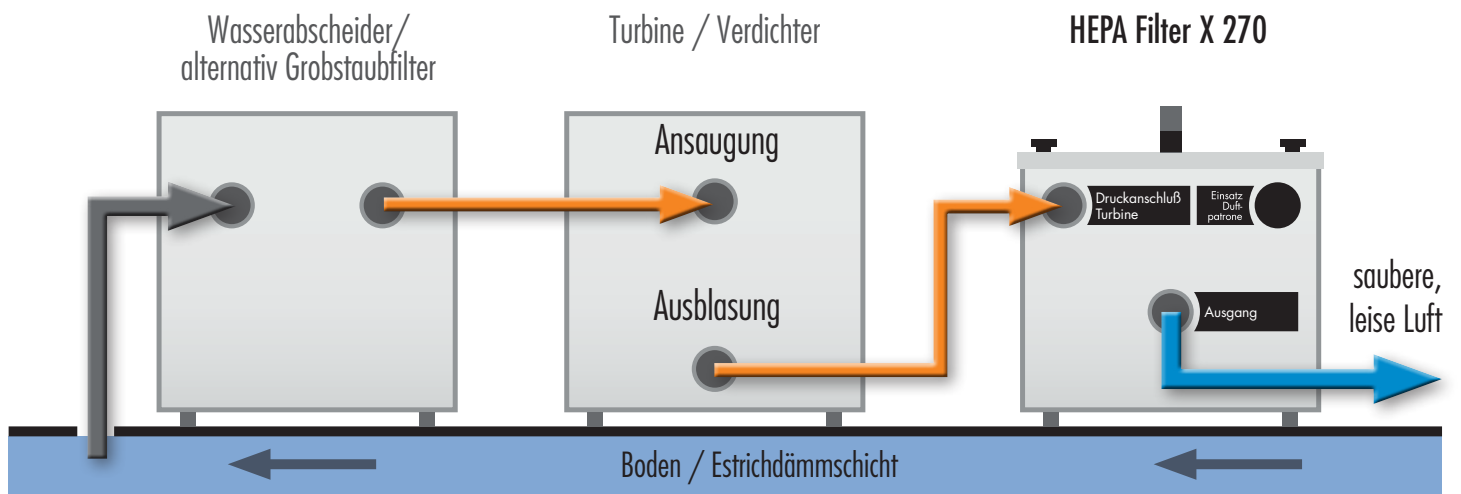 Wasserabscheider/
alternativ Grobstaubfilter
Turbine / Verdichter
HEPA Filter X 270
Ansaugung
Ausblasung
Druckanschluß
Turbine
Einsatz
Duft-
patrone
Ausgang
saubere,
leise Luft
Boden / Estrichdämmschicht